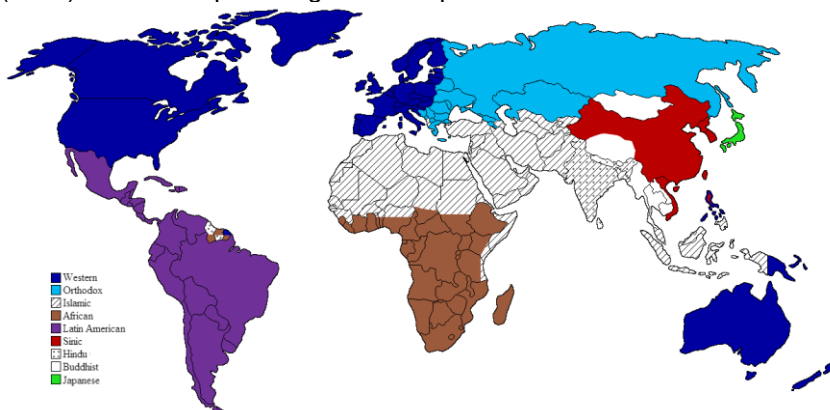 Western
Orthodox
Islamic
African
Latin American
Sinic
Hindu
Buddhist
Japanese